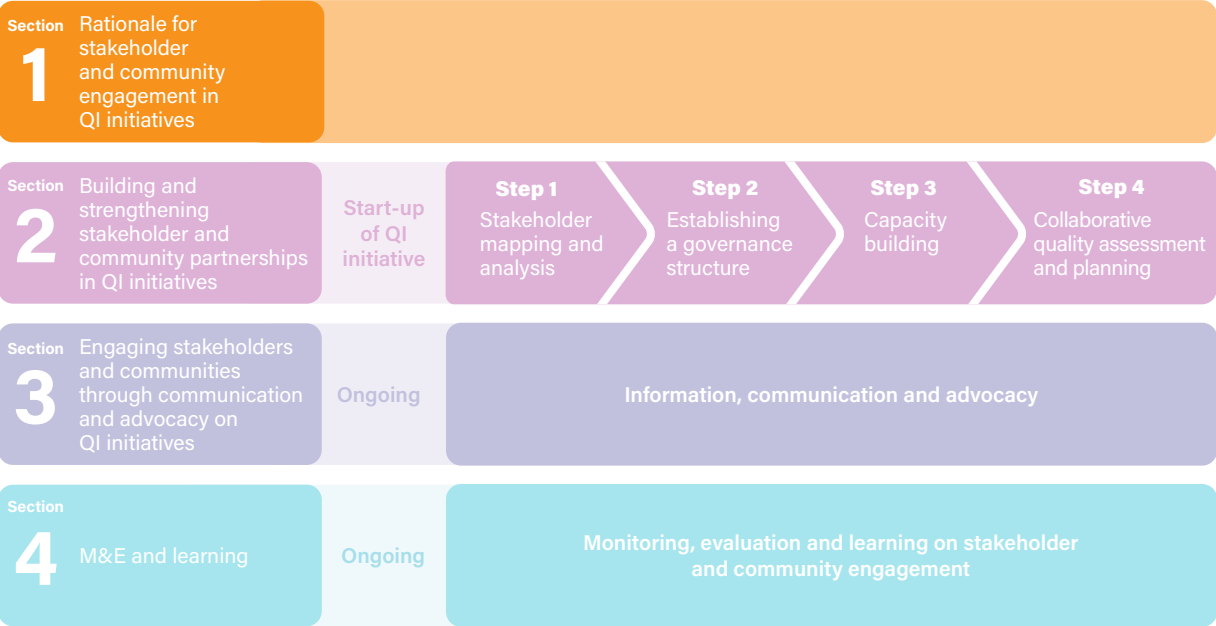 Section
1
Rationale for
stakeholder
and community
engagement in
QI initiatives
Section
2
Building and
strengthening
stakeholder and
community partnerships
in QI initiatives
Start-up
of QI
initiative
Step 1
Stakeholder
mapping and
analysis
Step 2
Establishing
a governance
structure
Step 3
Capacity
building
Step 4
Collaborative
quality assessment
and planning
Section
3
Engaging stakeholders
and communities
through communication
and advocacy on
QI initiatives
Ongoing
Information, communication and advocacy
Section
4
M&E and learning
Ongoing
Monitoring, evaluation and learning on stakeholder
and community engagement